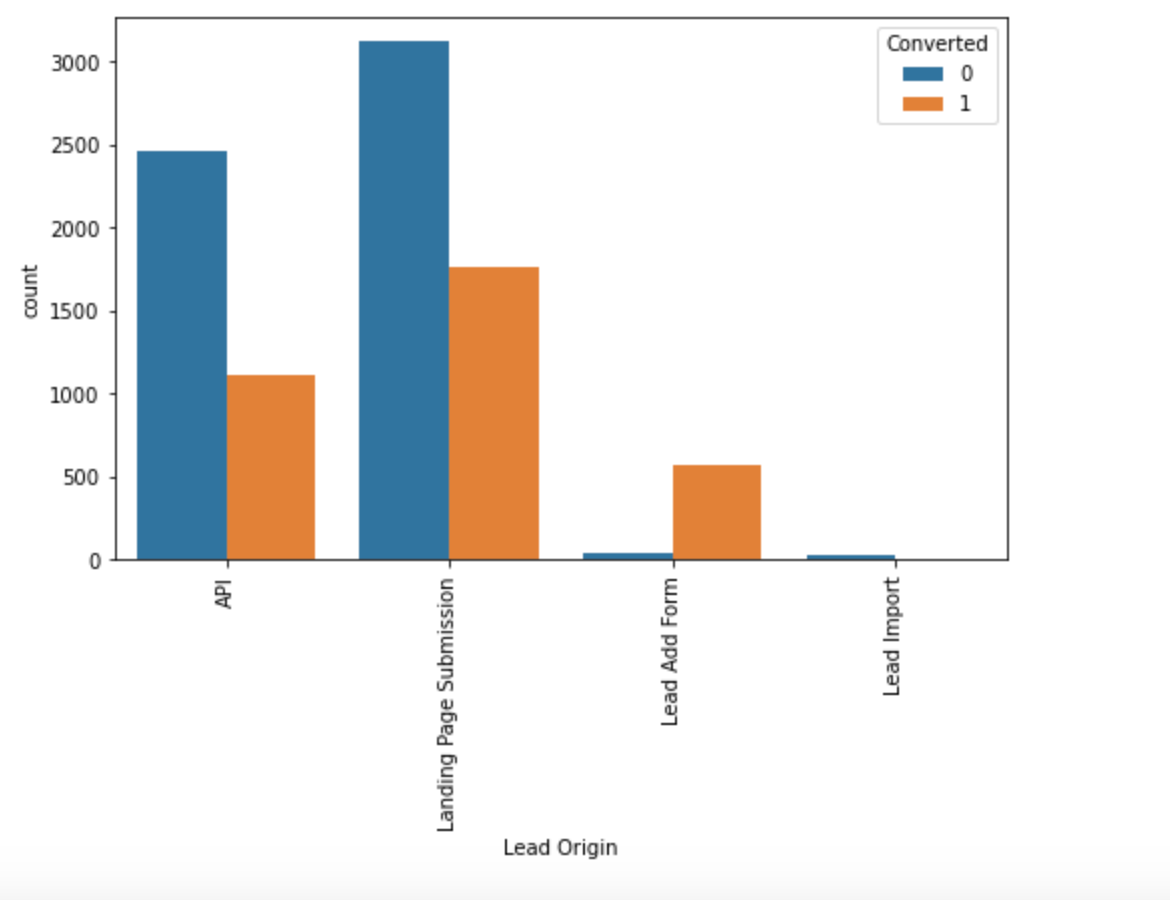 Converted
0
1
3000
2500
2000
1500
1000
500
0
count
API
Landing Page Submission
Lead Add Form
Lead Import
Lead Origin